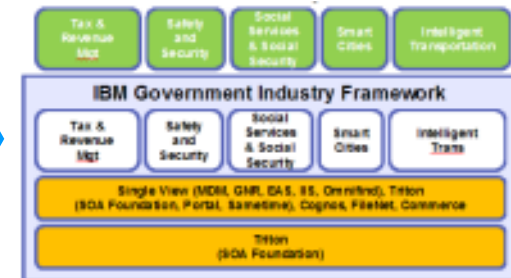 Tax &
Revenue
Mgt
Safety
and
Security
Social
Services
& Social
Security
Smart
Cities
Intelligent
Transportation
IBM Government Industry Framework
Tax &
Revenue
Mgt
Safety
and
Security
Social
Services
& Social
Security
Smart
Cities
Intelligent
Trans
Single View (MDM, GNR, EAS, IIS, Omnifind), Triton
(SOA Foundation, Portal, Sametime), Cognos, FileNet, Commerce
Triton
(SOA Foundation)